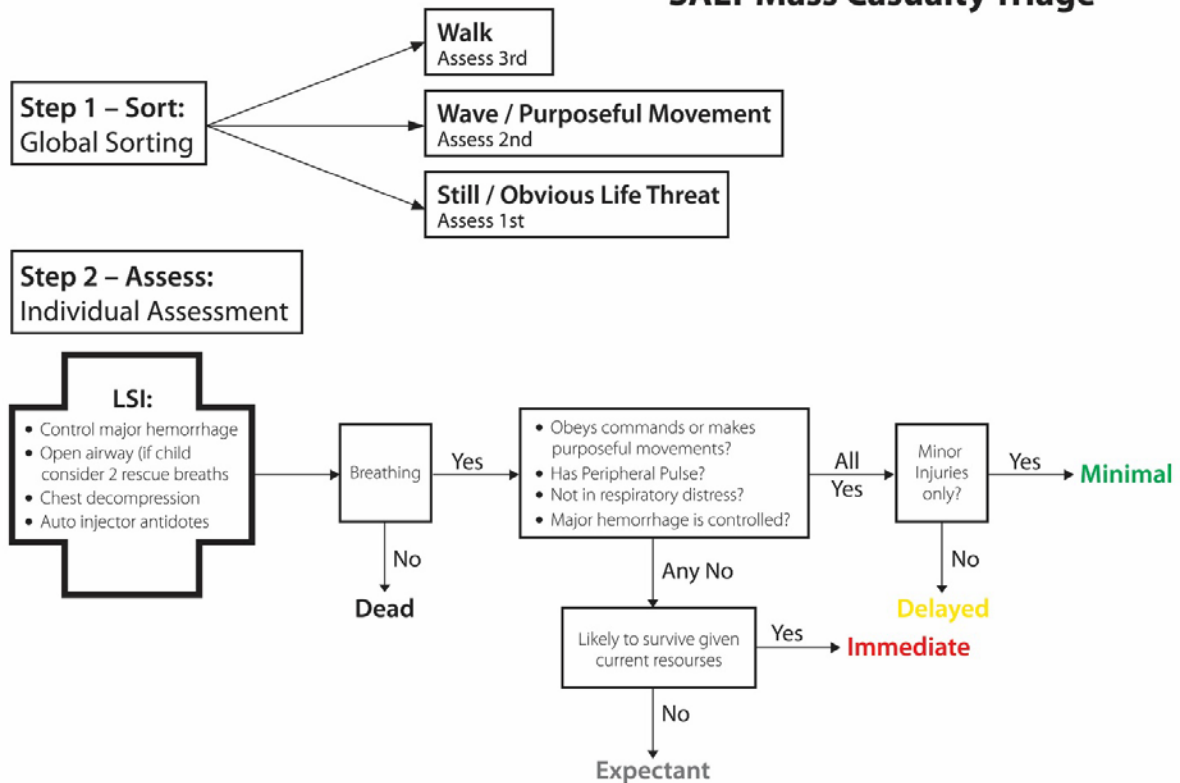 SALT Mass Casualty Triage
Walk
Assess 3rd
Step 1 – Sort:
Global Sorting
Wave / Purposeful Movement
Assess 2nd
Still / Obvious Life Threat
Assess 1st
Step 2 – Assess:
Individual Assessment
LSI:
• Control major hemorrhage
• Open airway (if child
consider 2 rescue breaths
• Chest decompression
• Auto injector antidotes
Breathing
Yes
No
Dead
• Obeys commands or makes
purposeful movements?
• Has Peripheral Pulse?
• Not in respiratory distress?
• Major hemorrhage is controlled?
All
Yes
Minor
Injuries
only?
Yes
Minimal
No
Delayed
Any No
Likely to survive given
current resourses
Yes
Immediate
No
Expectant